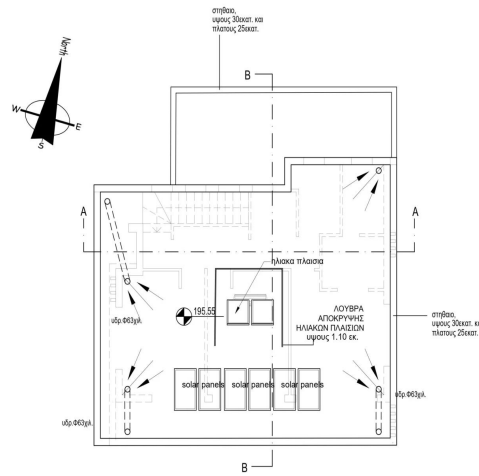 στηθαιο,
υψους 30εκατ. και
πλατους 25εκατ.
North
W
E
S
B
A
A
ηλιακα πλαισια
195.55
ΛΟΥΒΡΑ
ΑΠΟΚΡΥΨΗΣ
ΗΛΙΑΚΩΝ ΠΛΑΙΣΙΩΝ
υψους 1.10 εκ.
στηθαιο,
υψους 30εκατ. κα
πλατους 25εκατ.
υδρ.Φ63χιλ.
solar panels solar panels solar panels
υδρ.Φ63χιλ.
υδρ.Φ63χιλ.
B